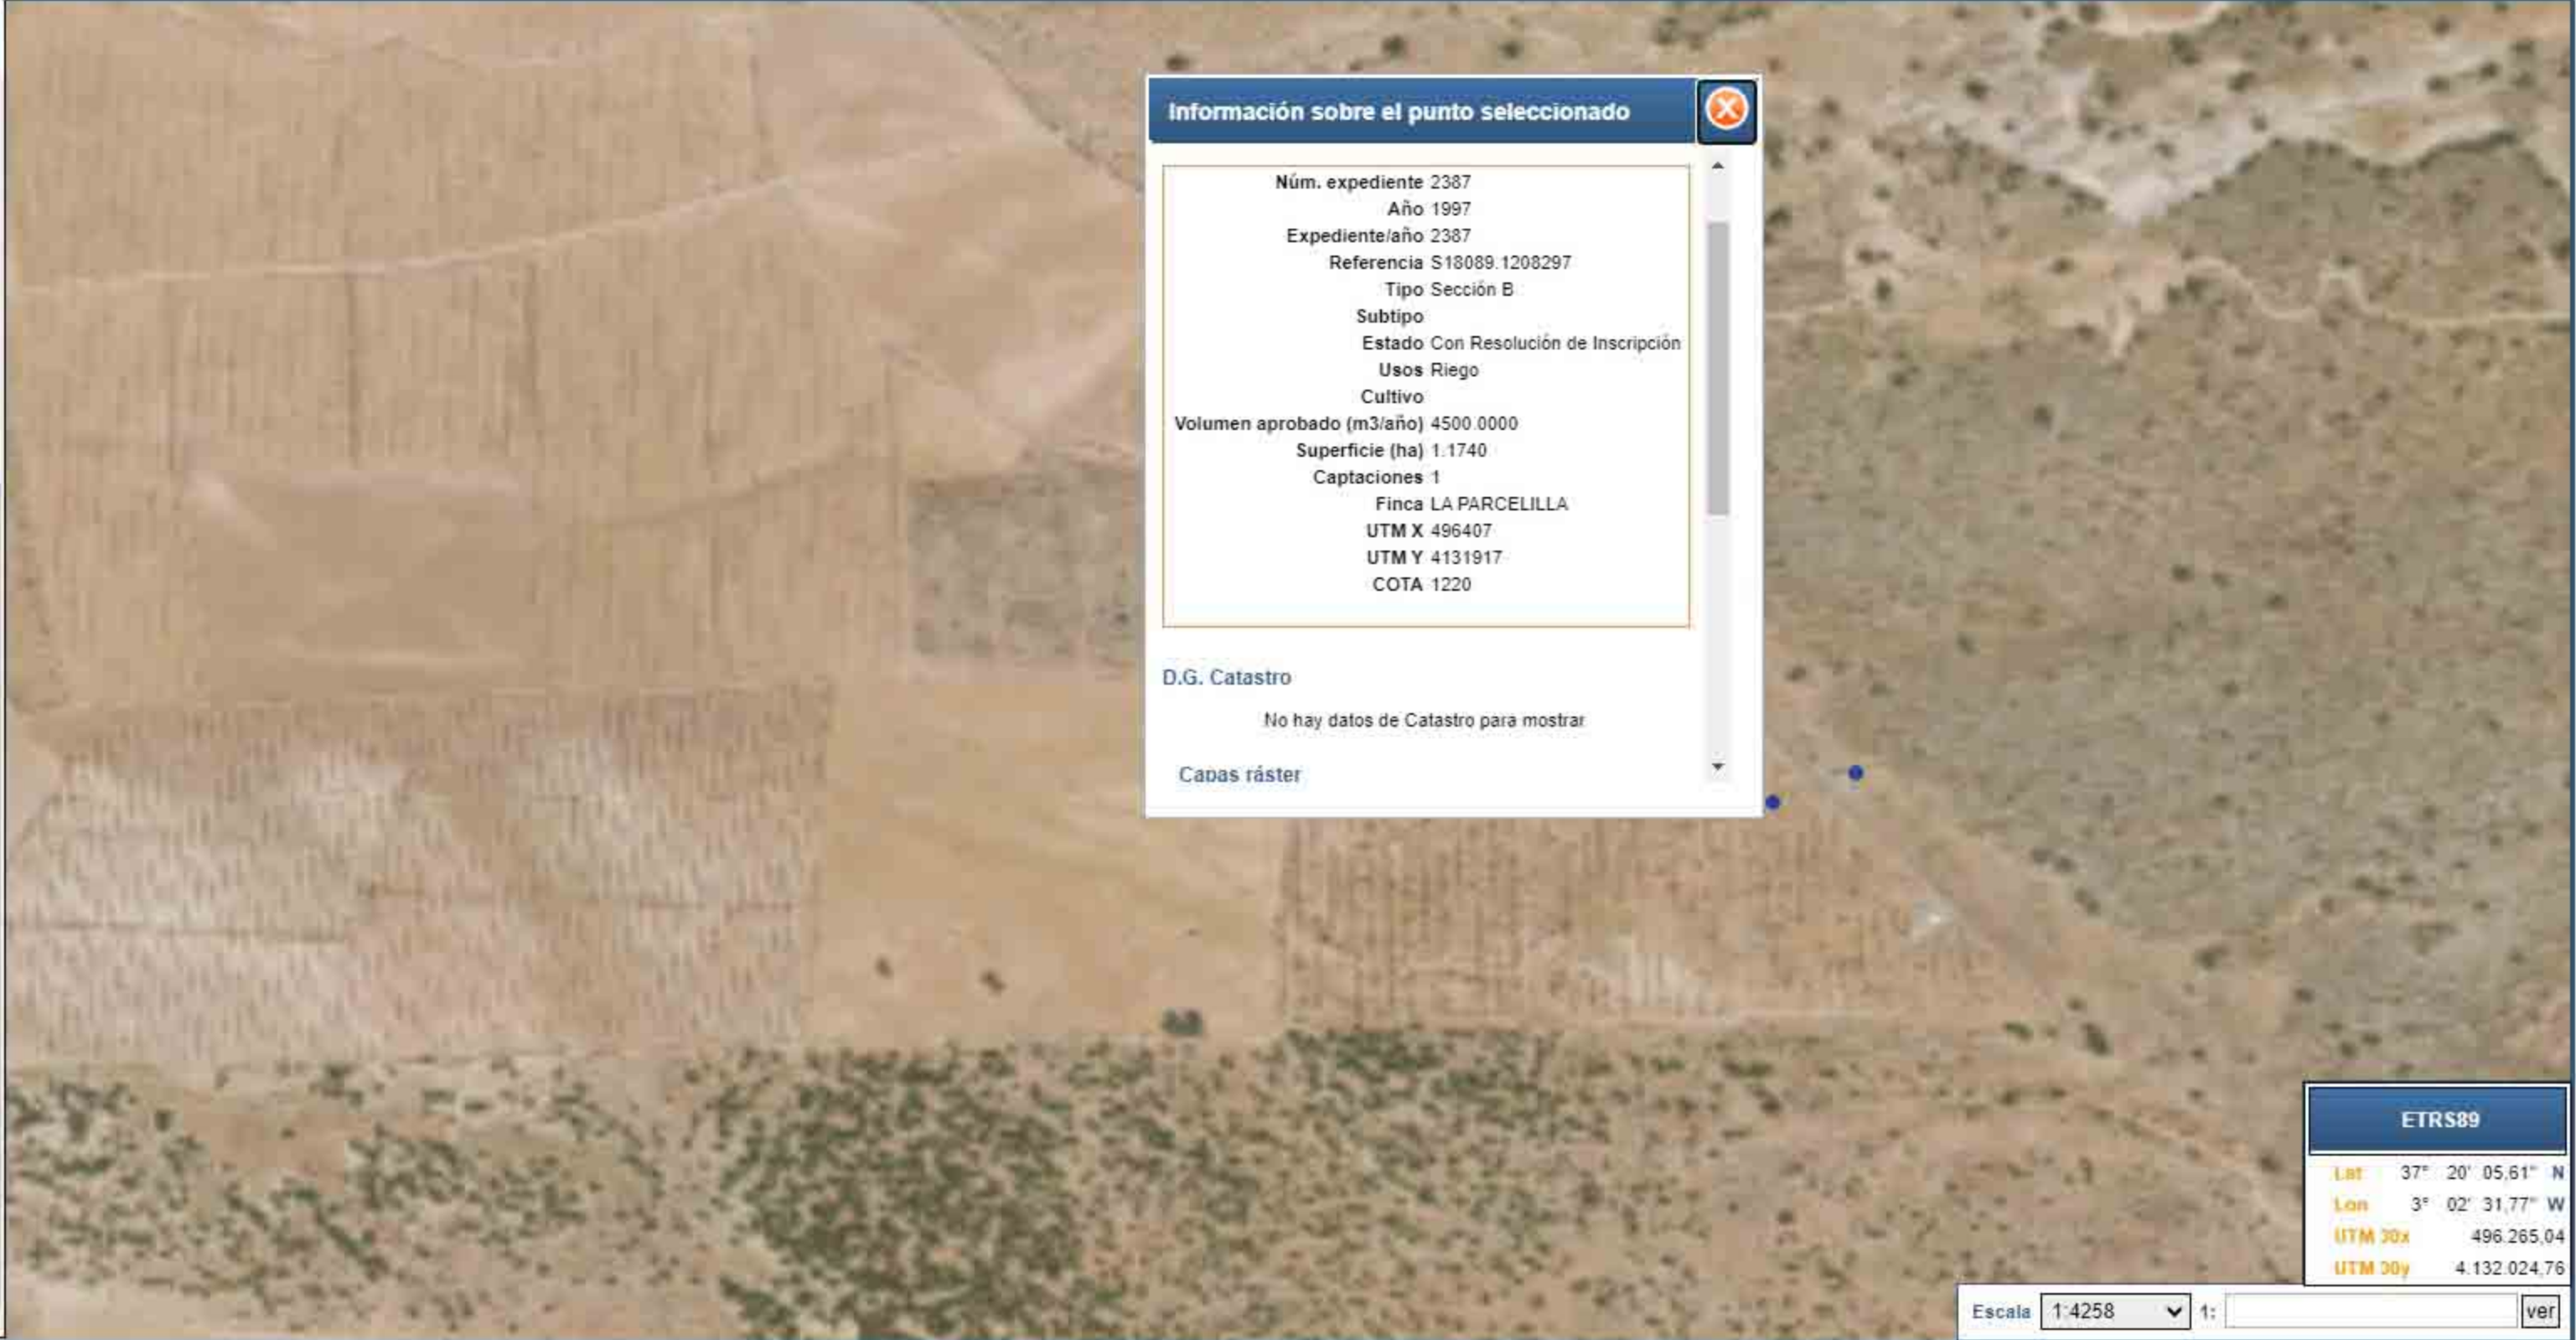 Información sobre el punto seleccionado
Núm. expediente 2387
Año 1997
Expediente/año 2387
Referencia S18089.1208297
Tipo Sección B
Subtipo
Estado Con Resolución de Inscripción
Usos Riego
Cultivo
Volumen aprobado (m3/año) 4500.0000
Superficie (ha) 1.1740
Captaciones 1
Finca LA PARCELILLA
UTM X 496407
UTM Y 4131917
COTA 1220
D.G. Catastro
No hay datos de Catastro para mostrar
Capas ráster
ETRS89
Lat 37° 20' 05,61" N
Lon 3° 02' 31,77" W
UTM 30x 496.265,04
UTM 30y 4.132.024,76
Escala 1:4258 1: ver